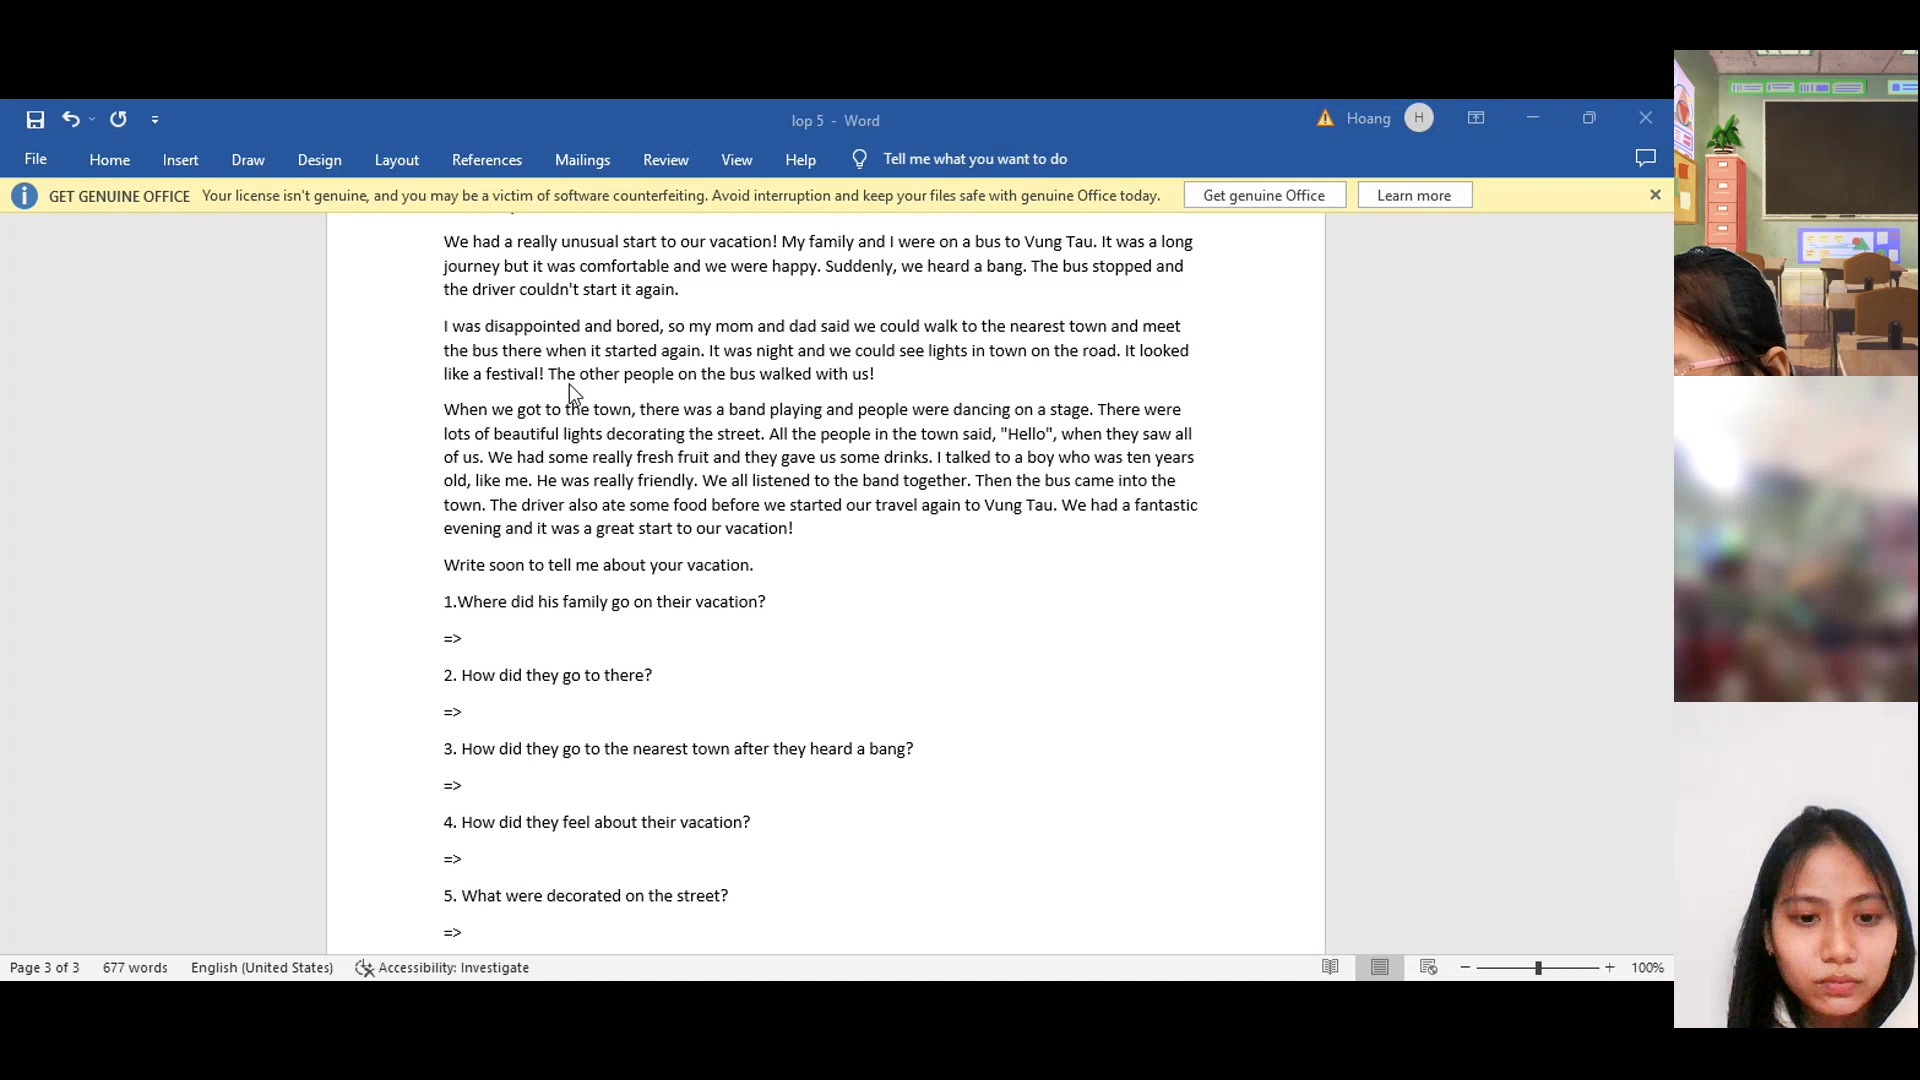 lop 5 - Word
Hoang
H
File
Home
Insert
Draw
Design
Layout
References
Mailings
Review
View
Help
Tell me what you want to do
GET GENUINE OFFICE Your license isn't genuine, and you may be a victim of software counterfeiting. Avoid interruption and keep your files safe with genuine Office today.
Get genuine Office
Learn more
We had a really unusual start to our vacation! My family and I were on a bus to Vung Tau. It was a long
journey but it was comfortable and we were happy. Suddenly, we heard a bang. The bus stopped and
the driver couldn't start it again.
I was disappointed and bored, so my mom and dad said we could walk to the nearest town and meet
the bus there when it started again. It was night and we could see lights in town on the road. It looked
like a festival! The other people on the bus walked with us!
When we got to the town, there was a band playing and people were dancing on a stage. There were
lots of beautiful lights decorating the street. All the people in the town said, "Hello", when they saw all
of us. We had some really fresh fruit and they gave us some drinks. I talked to a boy who was ten years
old, like me. He was really friendly. We all listened to the band together. Then the bus came into the
town. The driver also ate some food before we started our travel again to Vung Tau. We had a fantastic
evening and it was a great start to our vacation!
Write soon to tell me about your vacation.
1.Where did his family go on their vacation?
=>
2. How did they go to there?
=>
3. How did they go to the nearest town after they heard a bang?
=>
4. How did they feel about their vacation?
=>
5. What were decorated on the street?
=>
Page 3 of 3
677 words
English (United States)
Accessibility: Investigate
100%